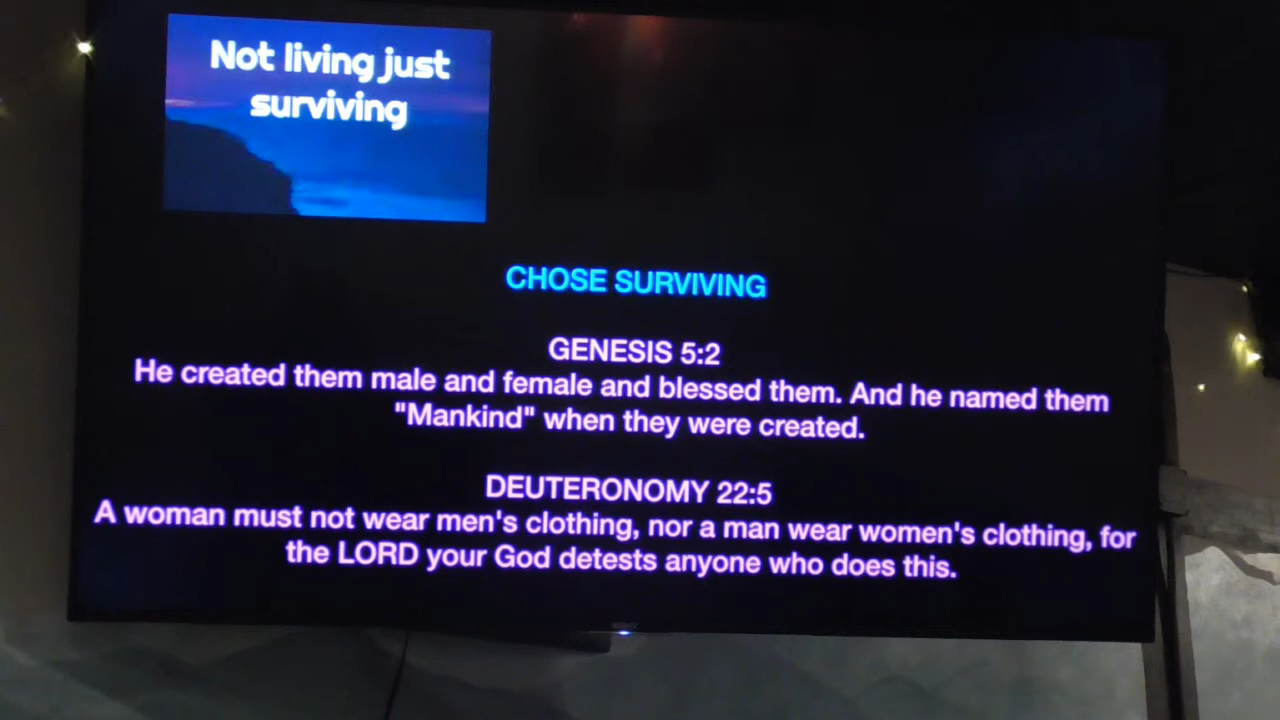 Not living just
surviving
CHOSE SURVIVING
GENESIS 5:2
He created them male and female and blessed them. And he named them
"Mankind" when they were created.
DEUTERONOMY 22:5
A woman must not wear men's clothing, nor a man wear women's clothing, for
the LORD your God detests anyone who does this.